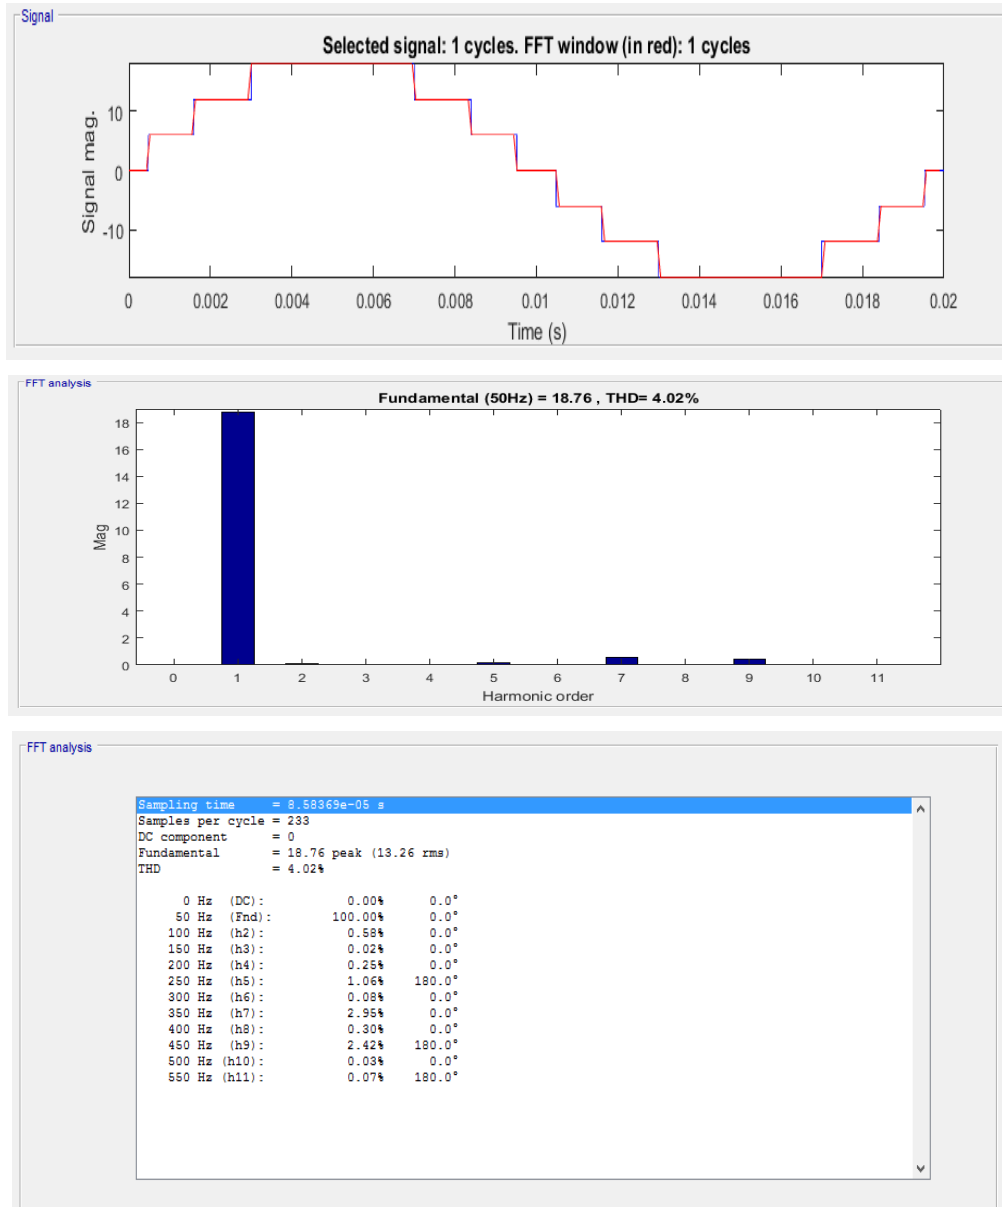 Signal
Selected signal: 1 cycles. FFT window (in red): 1 cycles
10
0
-10
Signal mag.
0 0.002 0.004 0.006 0.008 0.01 0.012 0.014 0.016 0.018 0.02
Time (s)
FFT analysis
Fundamental (50Hz) = 18.76 , THD= 4.02%
18
16
14
12
10
8
6
4
2
0
Mag
0 1 2 3 4 5 6 7 8 9 10 11
Harmonic order
FFT analysis
Sampling time = 8.58369e-05 s
Samples per cycle = 233
DC component = 0
Fundamental = 18.76 peak (13.26 rms)
THD = 4.02%
0 Hz (DC): 0.00% 0.0°
50 Hz (Fnd): 100.00% 0.0°
100 Hz (h2): 0.58% 0.0°
150 Hz (h3): 0.02% 0.0°
200 Hz (h4): 0.25% 0.0°
250 Hz (h5): 1.06% 180.0°
300 Hz (h6): 0.08% 0.0°
350 Hz (h7): 2.95% 0.0°
400 Hz (h8): 0.30% 0.0°
450 Hz (h9): 2.42% 180.0°
500 Hz (h10): 0.03% 0.0°
550 Hz (h11): 0.07% 180.0°